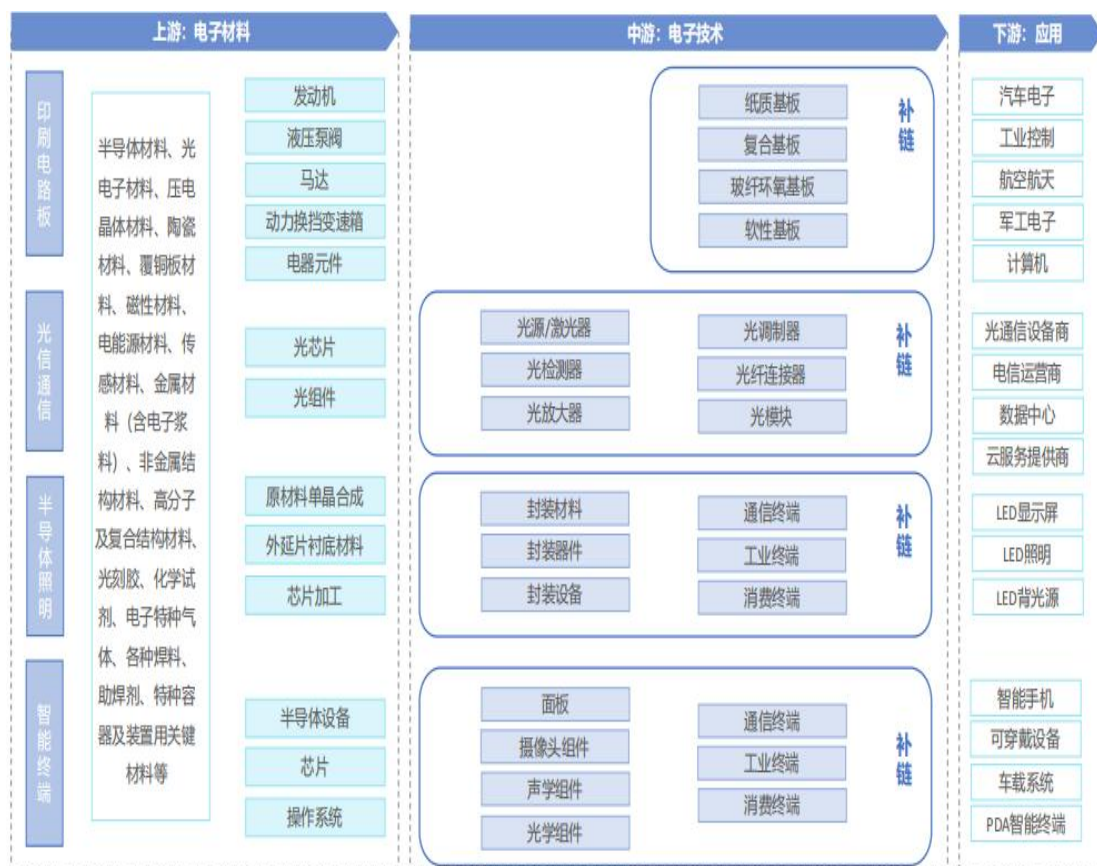 上游：电子材料
中游：电子技术
下游：应用
印刷电路板
光信通信
半导体照明
智能终端
半导体材料、光
电子材料、压电
晶体材料、陶瓷
材料、覆铜板材
料、磁性材料、
电能源材料、传
感材料、金属材
料（含电子浆
料）、非金属结
构材料、高分子
及复合结构材料、
光刻胶、化学试
剂、电子特种气
体、各种焊料、
助焊剂、特种容
器及装置用关键
材料等
发动机
液压泵阀
马达
动力换挡变速箱
电器元件
光芯片
光组件
原材料单晶合成
外延片衬底材料
芯片加工
半导体设备
芯片
操作系统
纸质基板
复合基板
玻纤环氧基板
软性基板
补链
光源/激光器
光检测器
光放大器
光调制器
光纤连接器
光模块
补链
封装材料
封装器件
封装设备
通信终端
工业终端
消费终端
补链
面板
摄像头组件
声学组件
光学组件
通信终端
工业终端
消费终端
补链
汽车电子
工业控制
航空航天
军工电子
计算机
光通信设备商
电信运营商
数据中心
云服务提供商
LED显示屏
LED照明
LED背光源
智能手机
可穿戴设备
车载系统
PDA智能终端